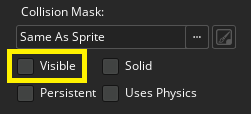 Collision Mask:
Same As Sprite
Visible Solid
Persistent Uses Physics